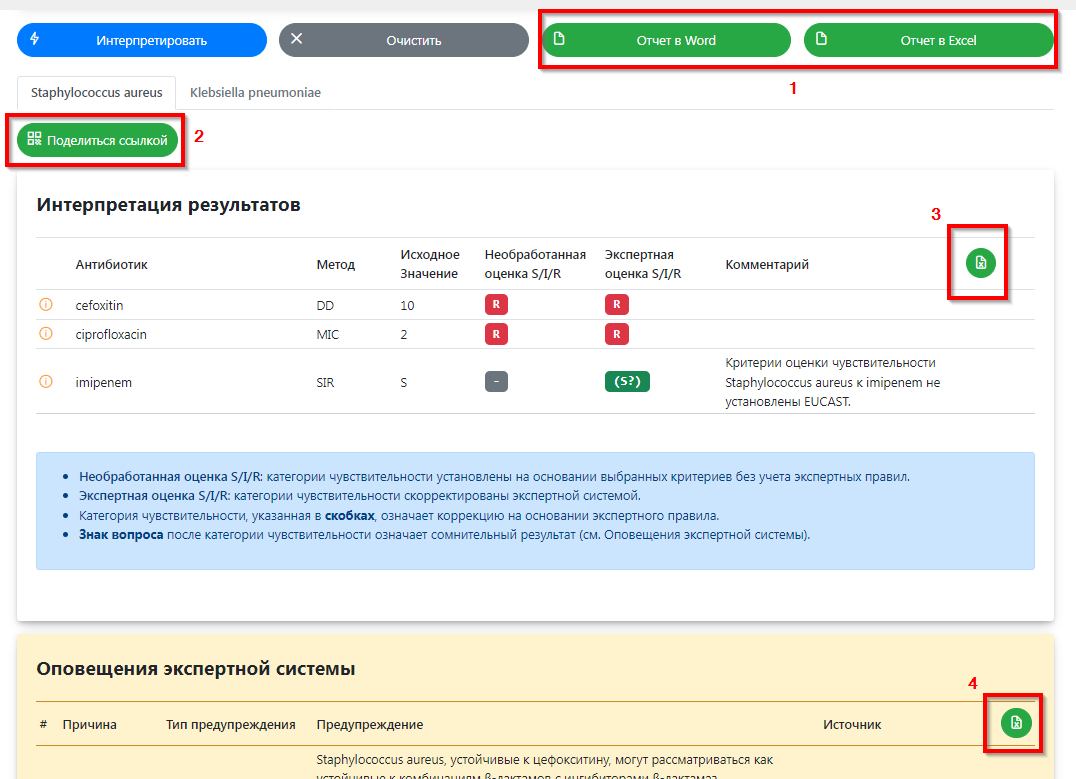 Интерпретировать Очистить Отчет в Word Отчет в Excel
1
Staphylococcus aureus Klebsiella pneumoniae
Поделиться ссылкой 2
Интерпретация результатов
3
Антибиотик Метод Исходное Значение Необработанная оценка S/I/R Экспертная оценка S/I/R Комментарий
cefoxitin DD 10 R R
ciprofloxacin MIC 2 R R
imipenem SIR S - (S?) Критерии оценки чувствительности
Staphylococcus aureus к imipenem не
установлены EUCAST.
• Необработанная оценка S/I/R: категории чувствительности установлены на основании выбранных критериев без учета экспертных правил.
• Экспертная оценка S/I/R: категории чувствительности скорректированы экспертной системой.
• Категория чувствительности, указанная в скобках, означает коррекцию на основании экспертного правила.
• Знак вопроса после категории чувствительности означает сомнительный результат (см. Оповещения экспертной системы).
Оповещения экспертной системы
4
# Причина Тип предупреждения Предупреждение Источник
Staphylococcus aureus, устойчивые к цефокситину, могут рассматриваться как
устойчивые к комбинациям β-лактамов с ингибиторами β-лактамаз